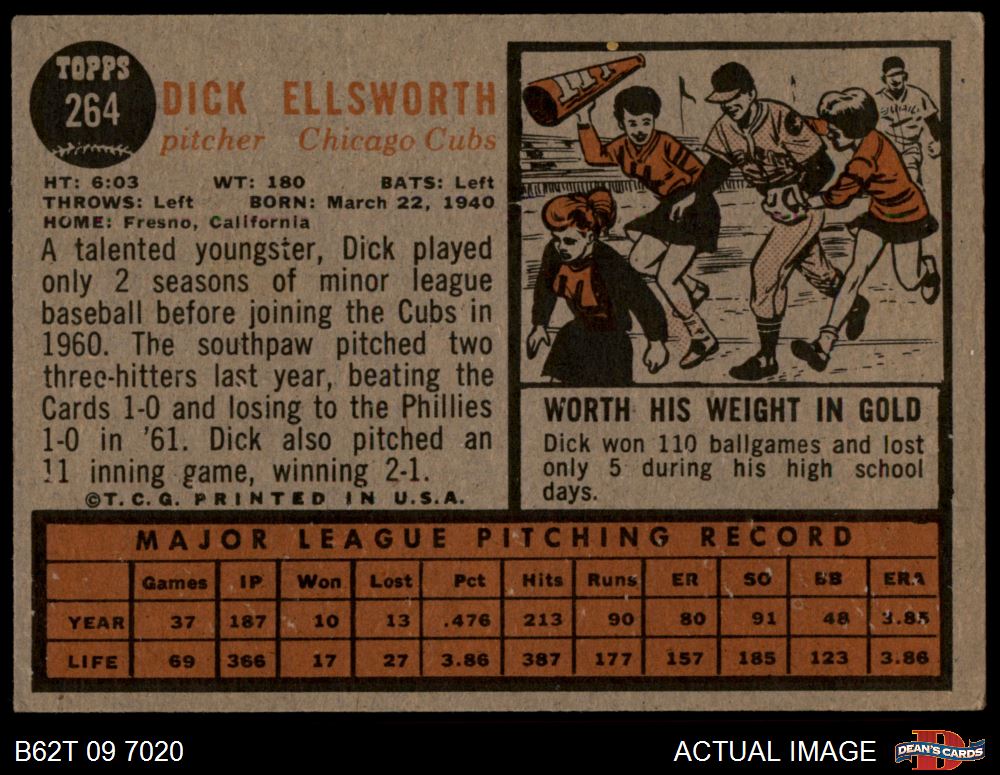 TOPPS
264
DICK ELLSWORTH
pitcher Chicago Cubs
HT: 6:03 WT: 180 BATS: Left
THROWS: Left BORN: March 22, 1940
HOME: Fresno, California
A talented youngster, Dick played
only 2 seasons of minor league
baseball before joining the Cubs in
1960. The southpaw pitched two
three-hitters last year, beating the
Cards 1-0 and losing to the Phillies
1-0 in '61. Dick also pitched an
11 inning game, winning 2-1.
©T.C.G. PRINTED IN U.S.A.
WORTH HIS WEIGHT IN GOLD
Dick won 110 ballgames and lost
only 5 during his high school
days.
MAJOR LEAGUE PITCHING RECORD
Games IP Won Lost Pct Hits Runs ER SO BB ERA
YEAR 37 187 10 13 .476 213 90 80 91 48 3.85
LIFE 69 366 17 27 3.86 387 177 157 185 123 3.86
B62T 09 7020 ACTUAL IMAGE DEAN'S CARDS